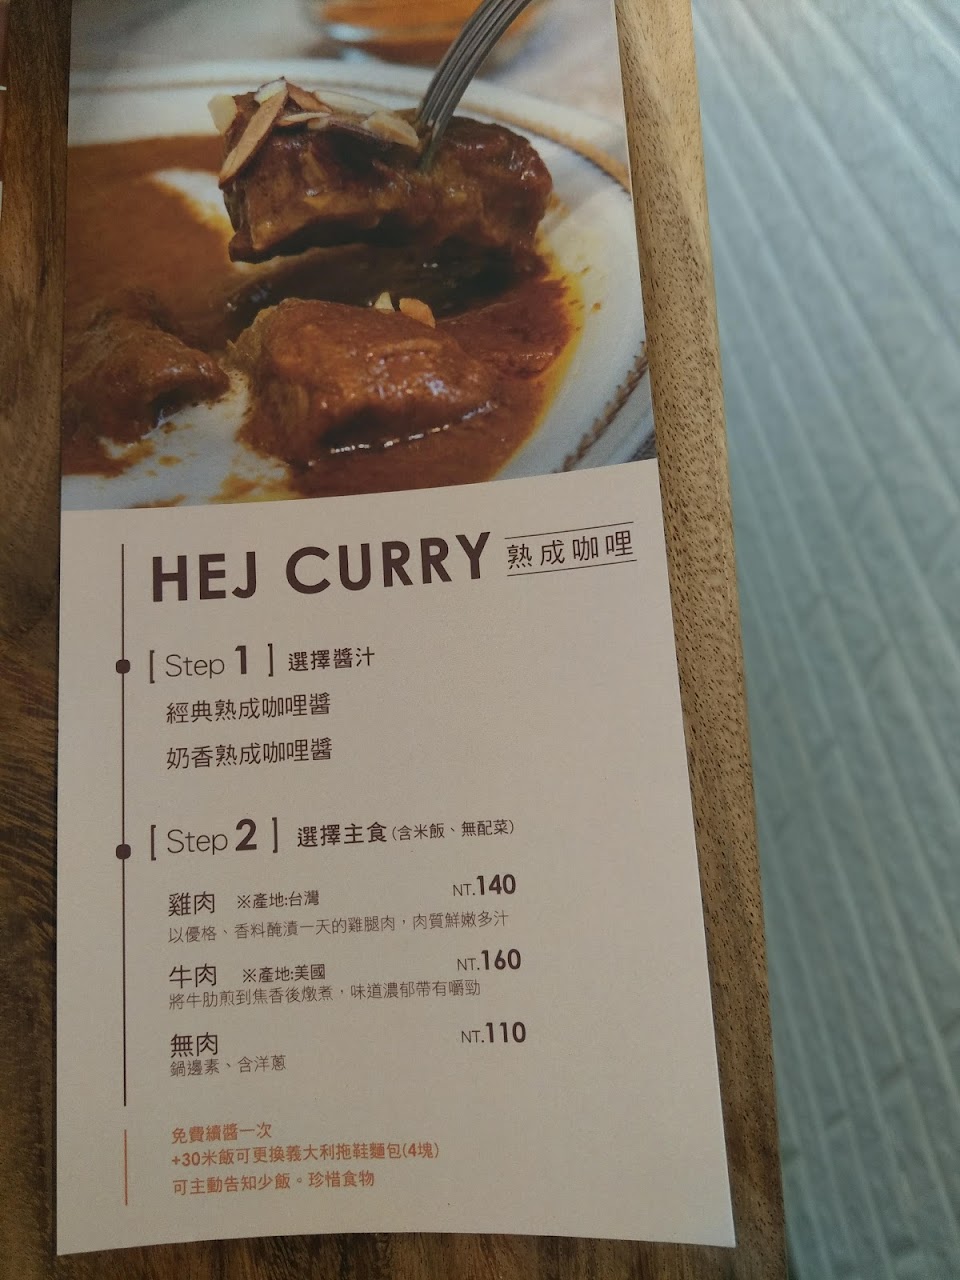 HEJ CURRY 熟成咖哩
[ Step 1 ] 選擇醬汁
經典熟成咖哩醬
奶香熟成咖哩醬
[ Step 2 ] 選擇主食(含米飯、無配菜)
雞肉 ※產地:台灣 NT.140
以優格、香料醃漬一天的雞腿肉，肉質鮮嫩多汁
牛肉 ※產地:美國 NT.160
將牛肋煎到焦香後燉煮，味道濃郁帶有嚼勁
無肉 NT.110
鍋邊素、含洋蔥
免費續醬一次
+30米飯可更換義大利拖鞋麵包(4塊)
可主動告知少飯。珍惜食物